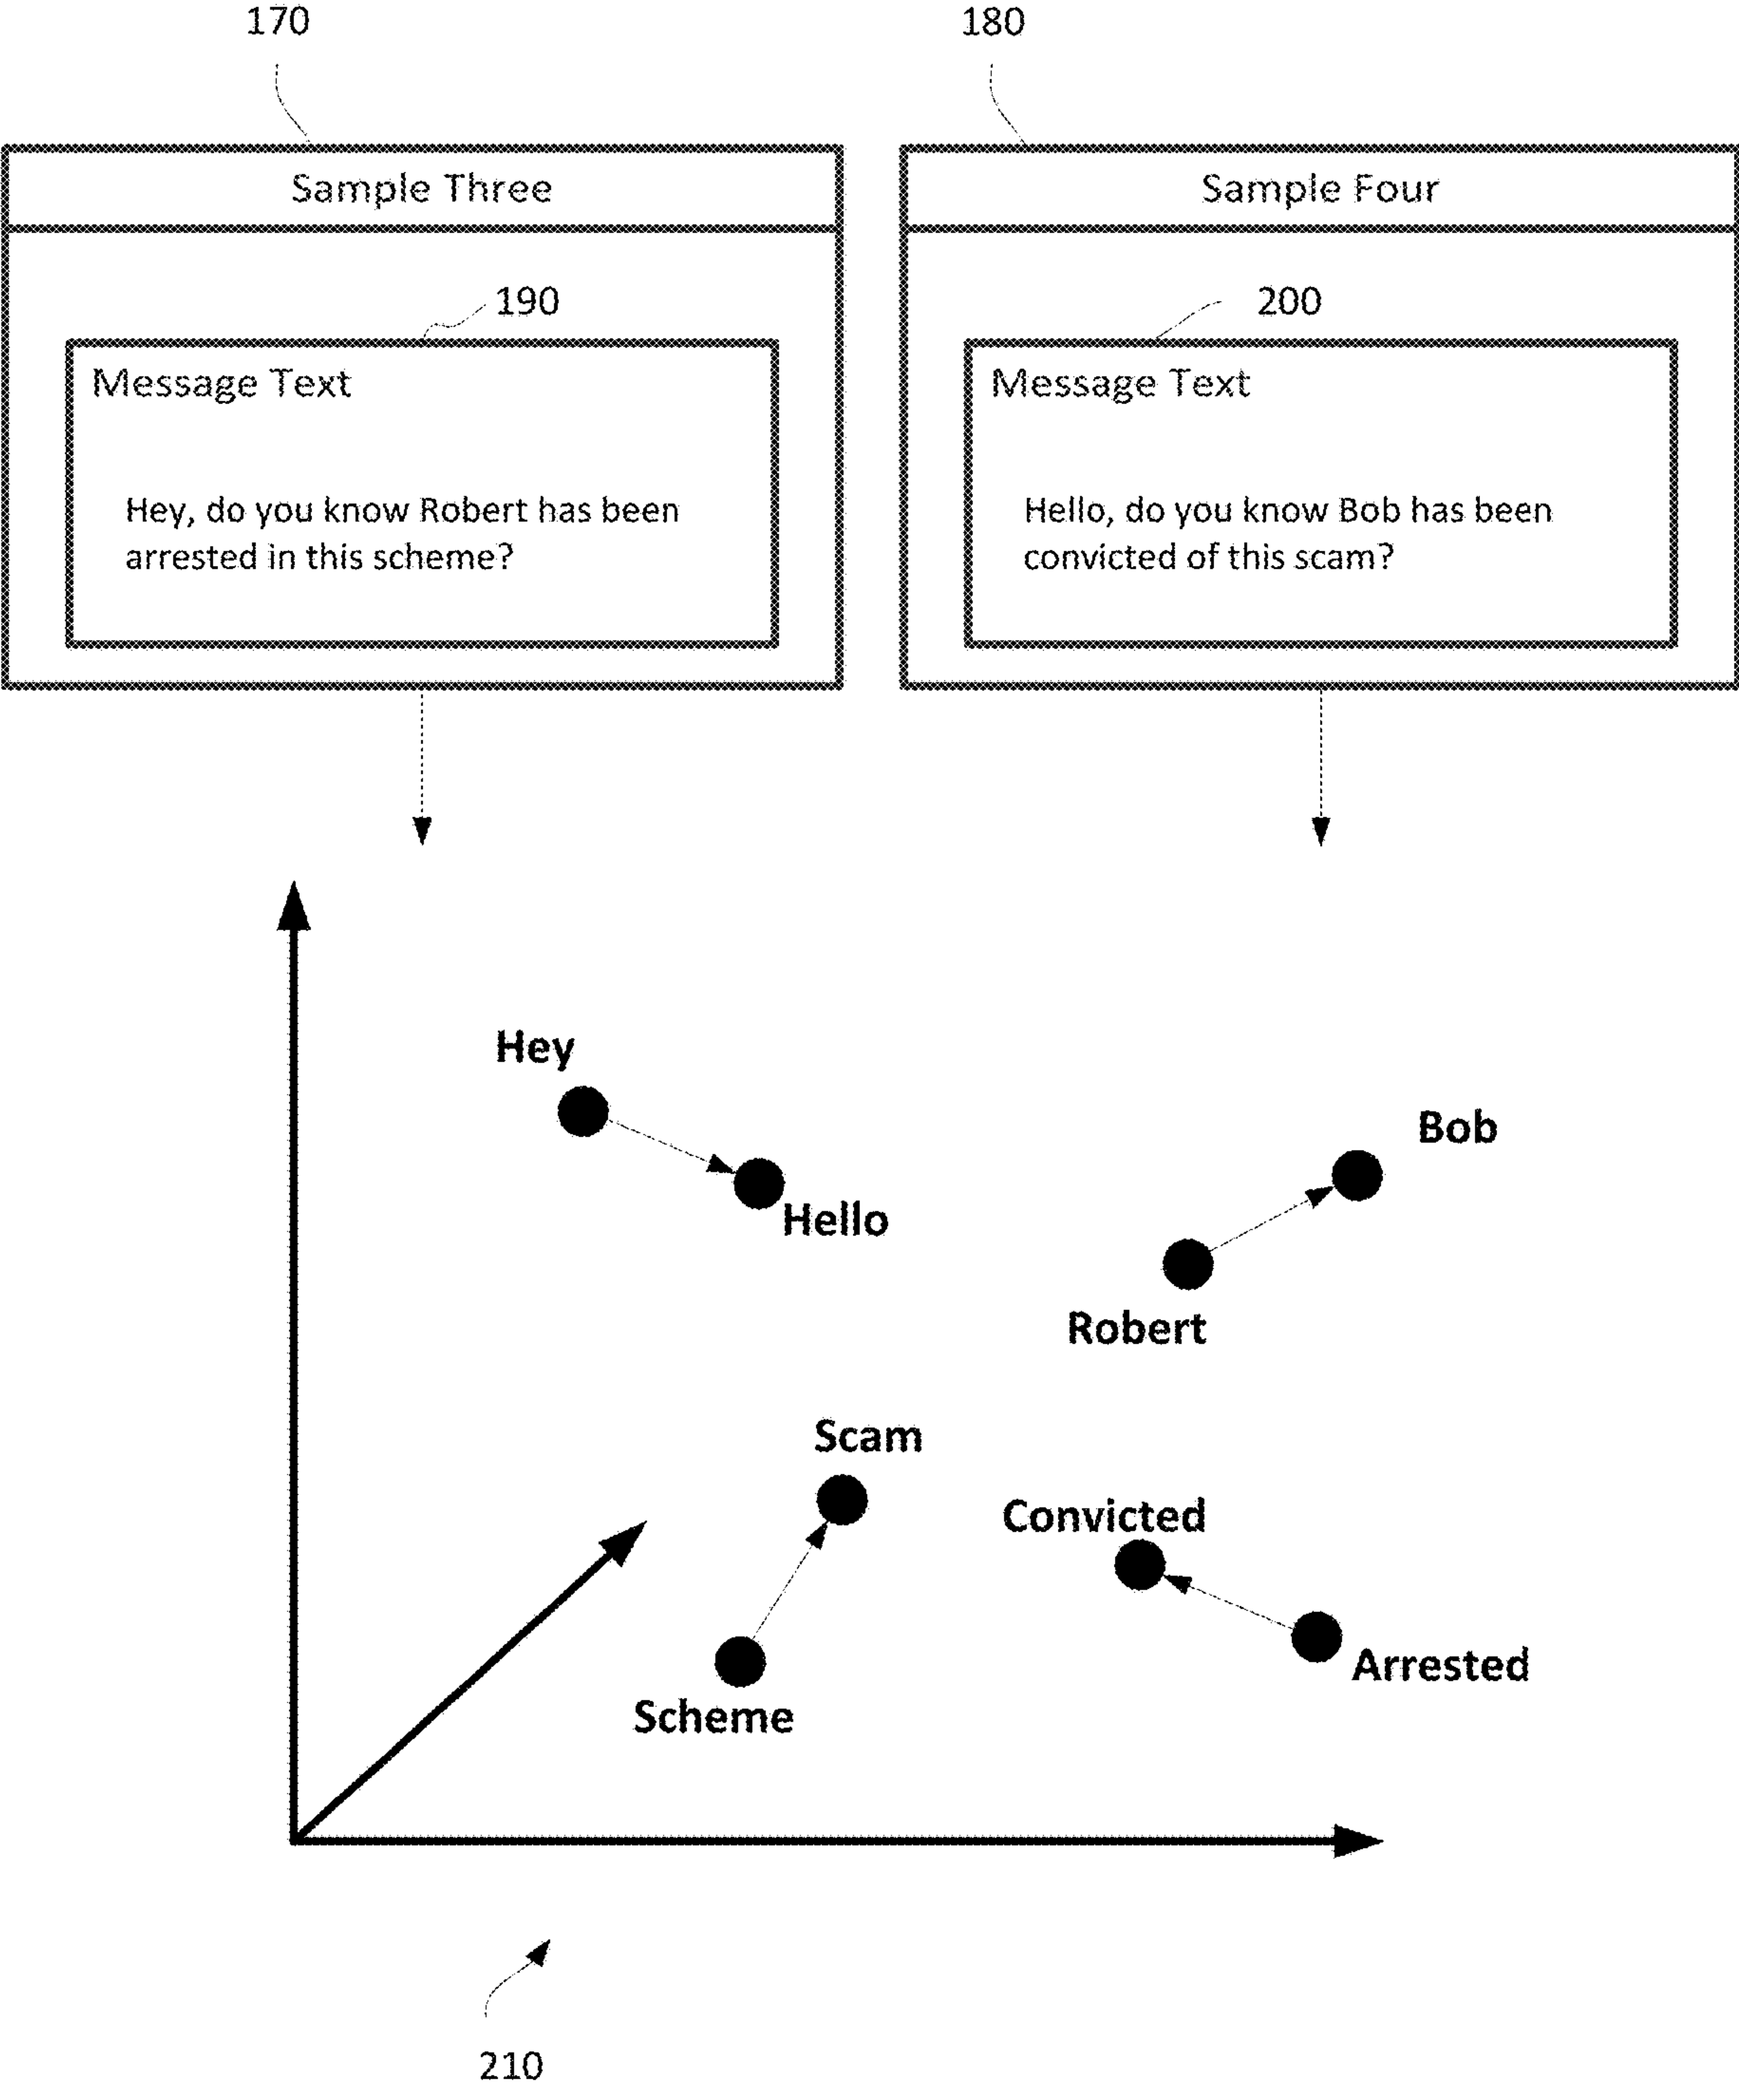 170
180
Sample Three
Sample Four
190
200
Message Text
Message Text
Hey, do you know Robert has been
arrested in this scheme?
Hello, do you know Bob has been
convicted of this scam?
Hey
Hello
Bob
Robert
Scam
Convicted
Arrested
Scheme
210